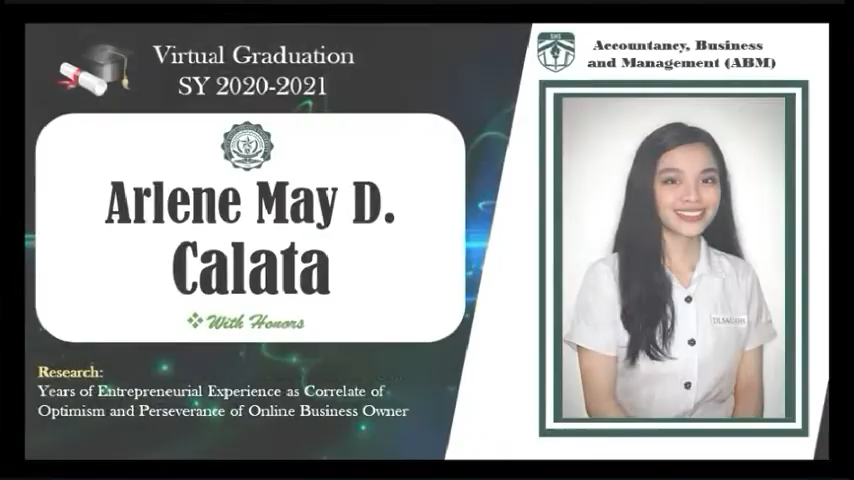 Virtual Graduation
SY 2020-2021
Arlene May D.
Calata
With Honors
Research:
Years of Entrepreneurial Experience as Correlate of
Optimism and Perseverance of Online Business Owner
SHS
Accountancy, Business
and Management (ABM)